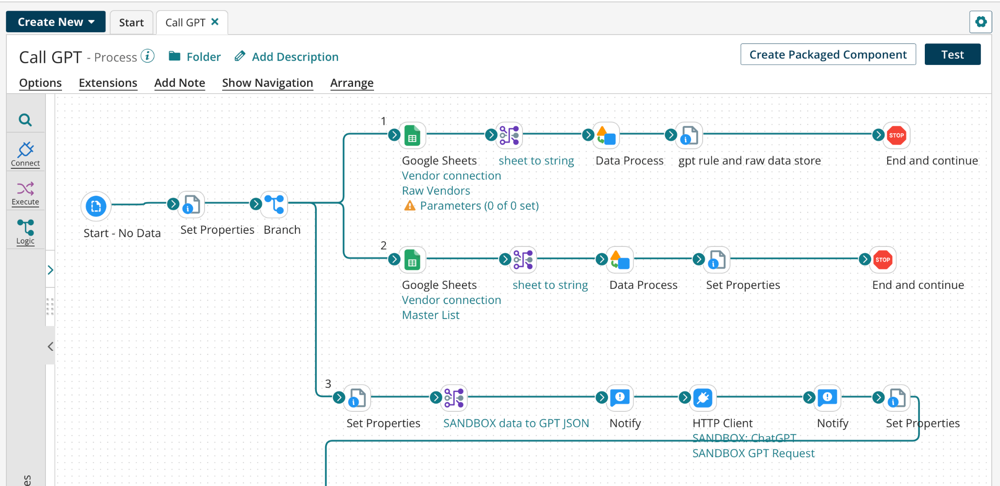 Create New
Start
Call GPT
Call GPT - Process
Folder
Add Description
Create Packaged Component
Test
Options
Extensions
Add Note
Show Navigation
Arrange
Connect
Execute
Logic
Start - No Data
Set Properties
Branch
1
Google Sheets
Vendor connection
Raw Vendors
Parameters (0 of 0 set)
sheet to string
Data Process
gpt rule and raw data store
STOP
End and continue
2
Google Sheets
Vendor connection
Master List
sheet to string
Data Process
Set Properties
STOP
End and continue
3
Set Properties
SANDBOX data to GPT JSON
Notify
HTTP Client
SANDBOX: ChatGPT
SANDBOX GPT Request
Notify
Set Properties